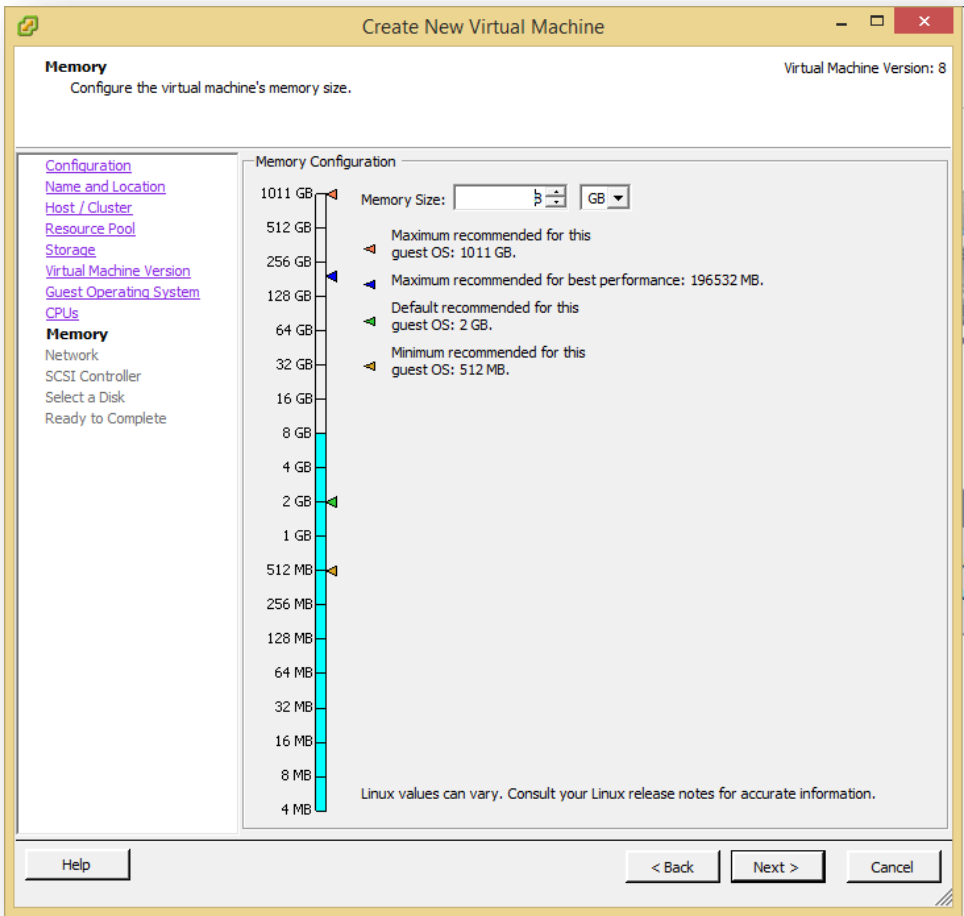 Create New Virtual Machine
Memory
Virtual Machine Version: 8
Configure the virtual machine's memory size.
Configuration
Name and Location
Host / Cluster
Resource Pool
Storage
Virtual Machine Version
Guest Operating System
CPUs
Memory
Network
SCSI Controller
Select a Disk
Ready to Complete
Memory Configuration
1011 GB
512 GB
256 GB
128 GB
64 GB
32 GB
16 GB
8 GB
4 GB
2 GB
1 GB
512 MB
256 MB
128 MB
64 MB
32 MB
16 MB
8 MB
4 MB
Memory Size: 8 GB
Maximum recommended for this
guest OS: 1011 GB.
Maximum recommended for best performance: 196532 MB.
Default recommended for this
guest OS: 2 GB.
Minimum recommended for this
guest OS: 512 MB.
Linux values can vary. Consult your Linux release notes for accurate information.
Help
< Back
Next >
Cancel